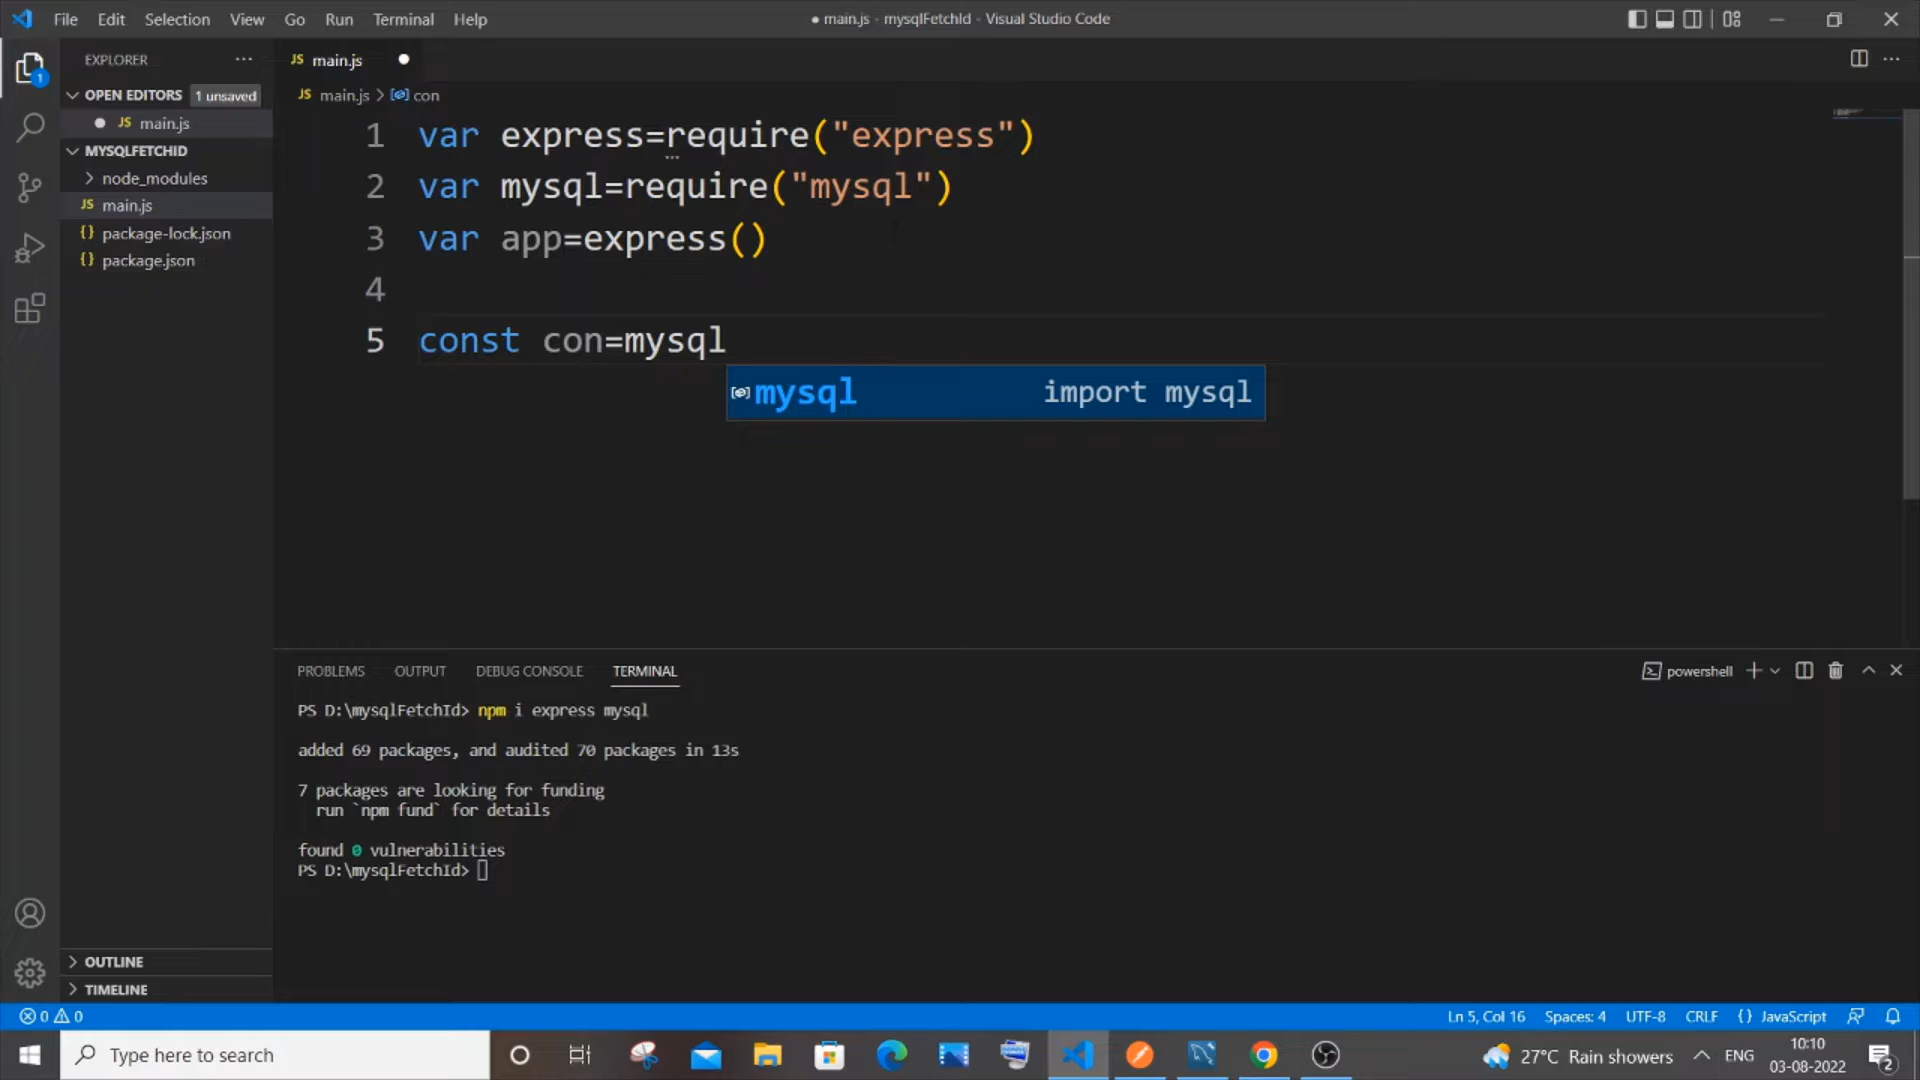 File Edit Selection View Go Run Terminal Help
● main.js - mysqlFetchId - Visual Studio Code
EXPLORER
OPEN EDITORS 1 unsaved
JS main.js
MYSQLFETCHID
node_modules
JS main.js
{} package-lock.json
{} package.json
OUTLINE
TIMELINE
JS main.js
JS main.js > con
1 var express=require("express")
2 var mysql=require("mysql")
3 var app=express()
4
5 const con=mysql
mysql import mysql
PROBLEMS OUTPUT DEBUG CONSOLE TERMINAL
powershell
PS D:\mysqlFetchId> npm i express mysql
added 69 packages, and audited 70 packages in 13s
7 packages are looking for funding
run `npm fund` for details
found 0 vulnerabilities
PS D:\mysqlFetchId>
0 0
Ln 5, Col 16 Spaces: 4 UTF-8 CRLF {} JavaScript
Type here to search
27°C Rain showers
ENG
10:10
03-08-2022
2
1